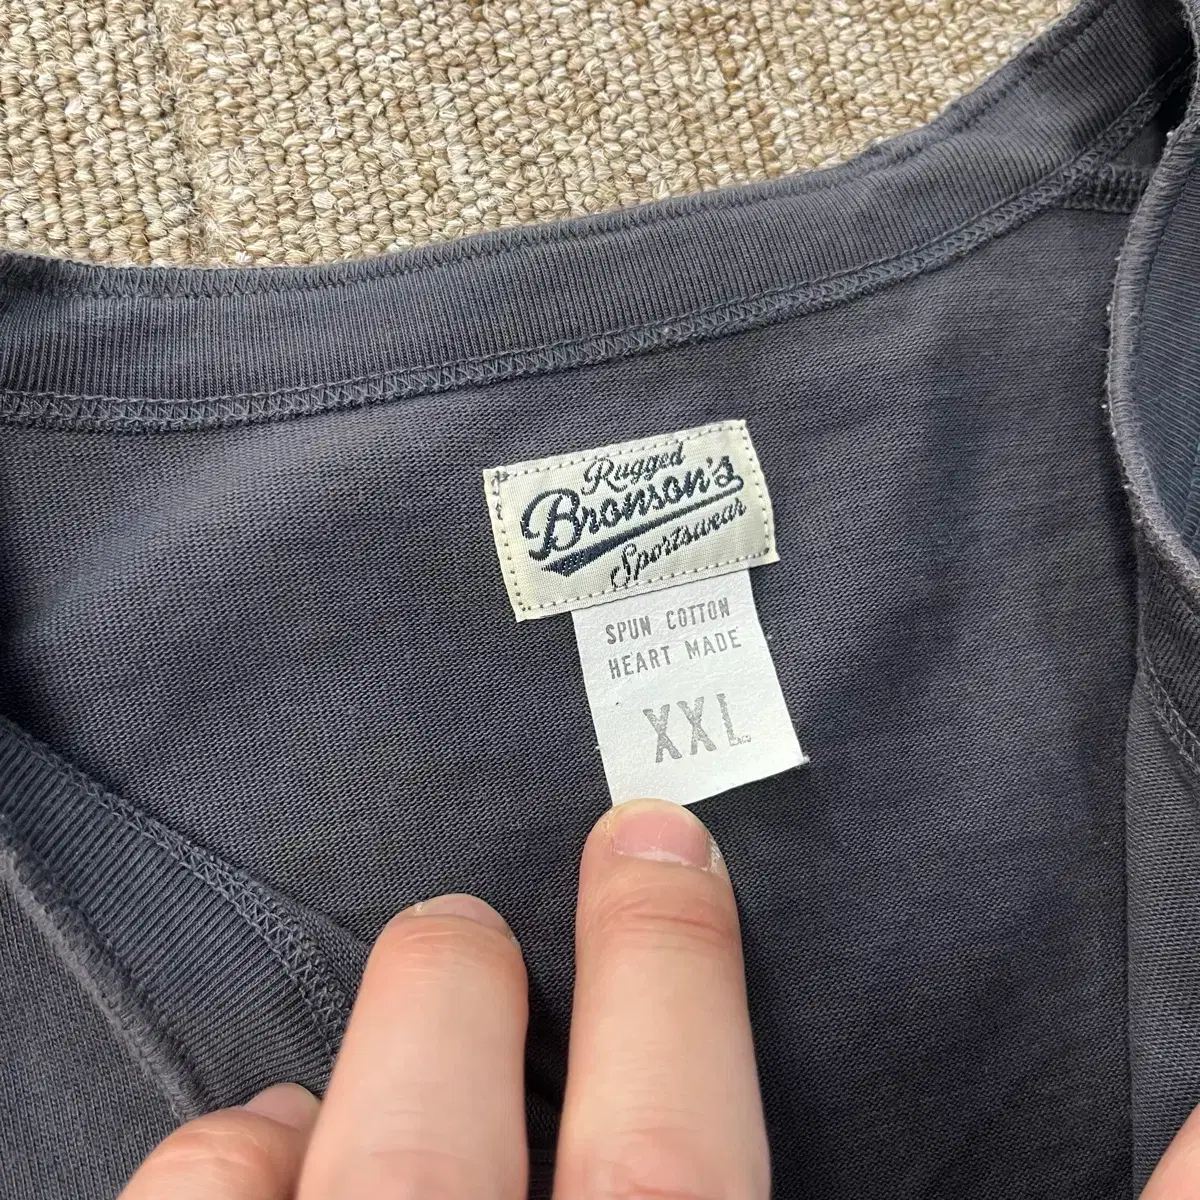 Rugged
Bronson's
Sportswear
SPUN COTTON
HEART MADE
XXL